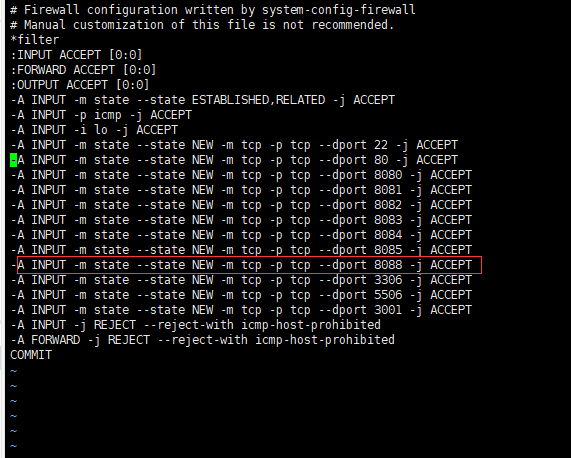 # Firewall configuration written by system-config-firewall
# Manual customization of this file is not recommended.
*filter
:INPUT ACCEPT [0:0]
:FORWARD ACCEPT [0:0]
:OUTPUT ACCEPT [0:0]
-A INPUT -m state --state ESTABLISHED,RELATED -j ACCEPT
-A INPUT -p icmp -j ACCEPT
-A INPUT -i lo -j ACCEPT
-A INPUT -m state --state NEW -m tcp -p tcp --dport 22 -j ACCEPT
-A INPUT -m state --state NEW -m tcp -p tcp --dport 80 -j ACCEPT
-A INPUT -m state --state NEW -m tcp -p tcp --dport 8080 -j ACCEPT
-A INPUT -m state --state NEW -m tcp -p tcp --dport 8081 -j ACCEPT
-A INPUT -m state --state NEW -m tcp -p tcp --dport 8082 -j ACCEPT
-A INPUT -m state --state NEW -m tcp -p tcp --dport 8083 -j ACCEPT
-A INPUT -m state --state NEW -m tcp -p tcp --dport 8084 -j ACCEPT
-A INPUT -m state --state NEW -m tcp -p tcp --dport 8085 -j ACCEPT
-A INPUT -m state --state NEW -m tcp -p tcp --dport 8088 -j ACCEPT
-A INPUT -m state --state NEW -m tcp -p tcp --dport 3306 -j ACCEPT
-A INPUT -m state --state NEW -m tcp -p tcp --dport 5506 -j ACCEPT
-A INPUT -m state --state NEW -m tcp -p tcp --dport 3001 -j ACCEPT
-A INPUT -j REJECT --reject-with icmp-host-prohibited
-A FORWARD -j REJECT --reject-with icmp-host-prohibited
COMMIT
~
~
~
~
~
~